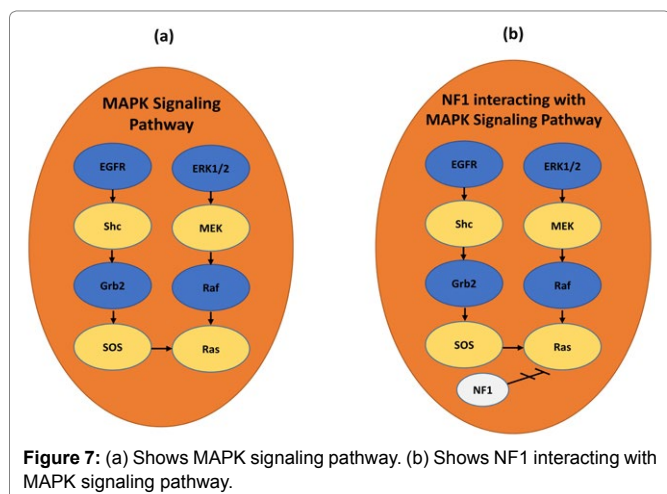 (a)
MAPK Signaling
Pathway
EGFR
ERK1/2
Shc
MEK
Grb2
Raf
SOS
Ras
(b)
NF1 interacting with
MAPK Signaling Pathway
EGFR
ERK1/2
Shc
MEK
Grb2
Raf
SOS
Ras
NF1
Figure 7: (a) Shows MAPK signaling pathway. (b) Shows NF1 interacting with
MAPK signaling pathway.